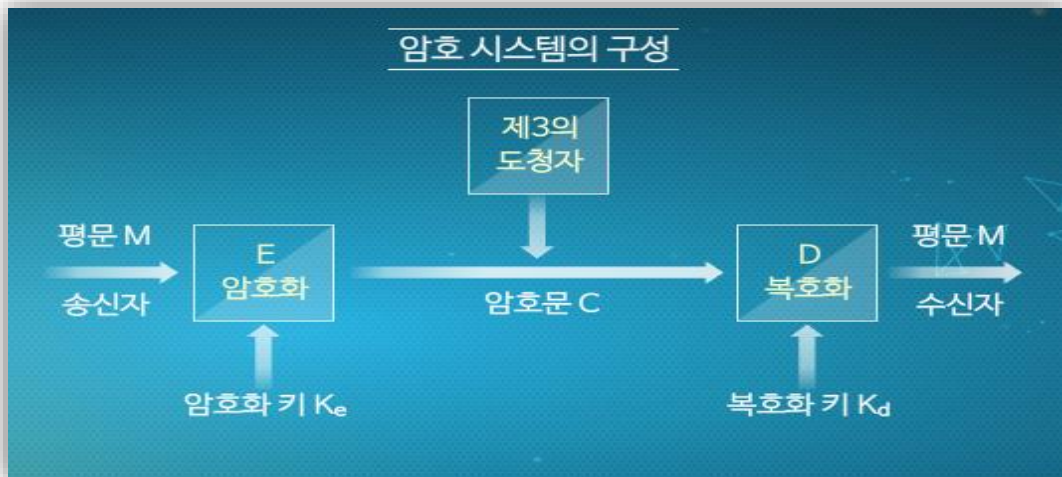 암호 시스템의 구성
제3의
도청자
평문 M
송신자
E
암호화
암호문 C
D
복호화
평문 M
수신자
암호화 키 Kₑ
복호화 키 K_d